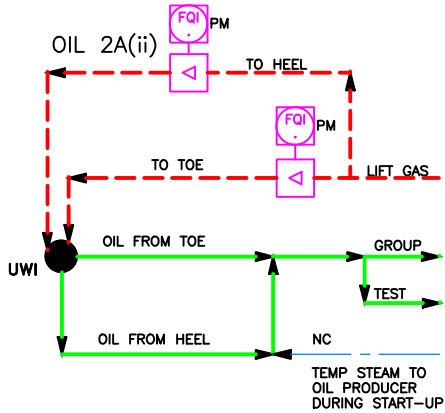 FQI
PM
OIL 2A(ii)
TO HEEL
FQI
PM
TO TOE
LIFT GAS
OIL FROM TOE
GROUP
UWI
TEST
OIL FROM HEEL
NC
TEMP STEAM TO
OIL PRODUCER
DURING START-UP